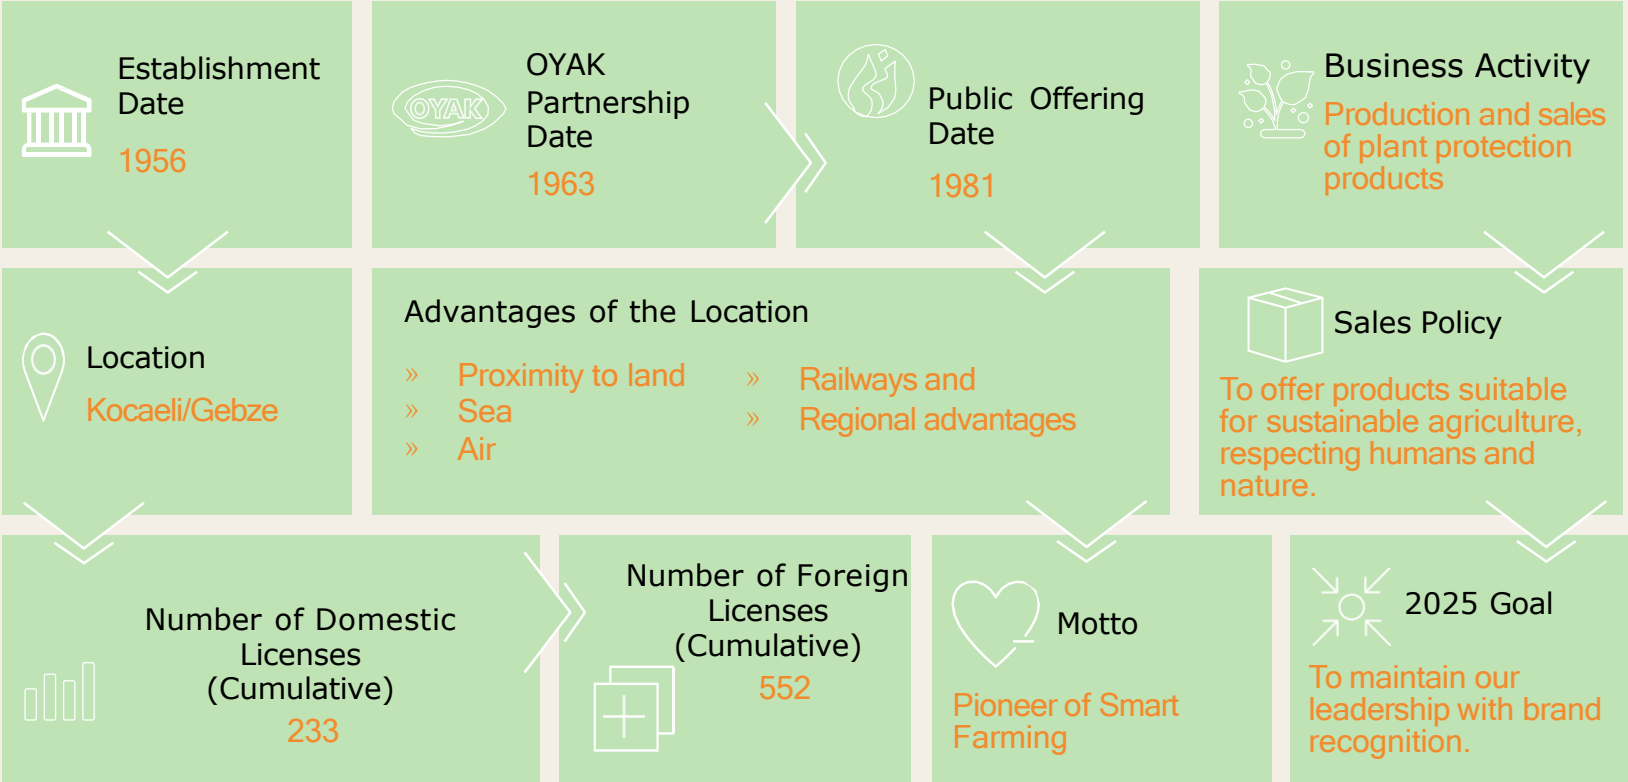 Establishment
Date
1956
OYAK
OYAK
Partnership
Date
1963
Public Offering
Date
1981
Business Activity
Production and sales
of plant protection
products
Location
Kocaeli/Gebze
Advantages of the Location
» Proximity to land
» Sea
» Air
» Railways and
» Regional advantages
Sales Policy
To offer products suitable
for sustainable agriculture,
respecting humans and
nature.
Number of Domestic
Licenses
(Cumulative)
233
Number of Foreign
Licenses
(Cumulative)
552
Motto
Pioneer of Smart
Farming
2025 Goal
To maintain our
leadership with brand
recognition.